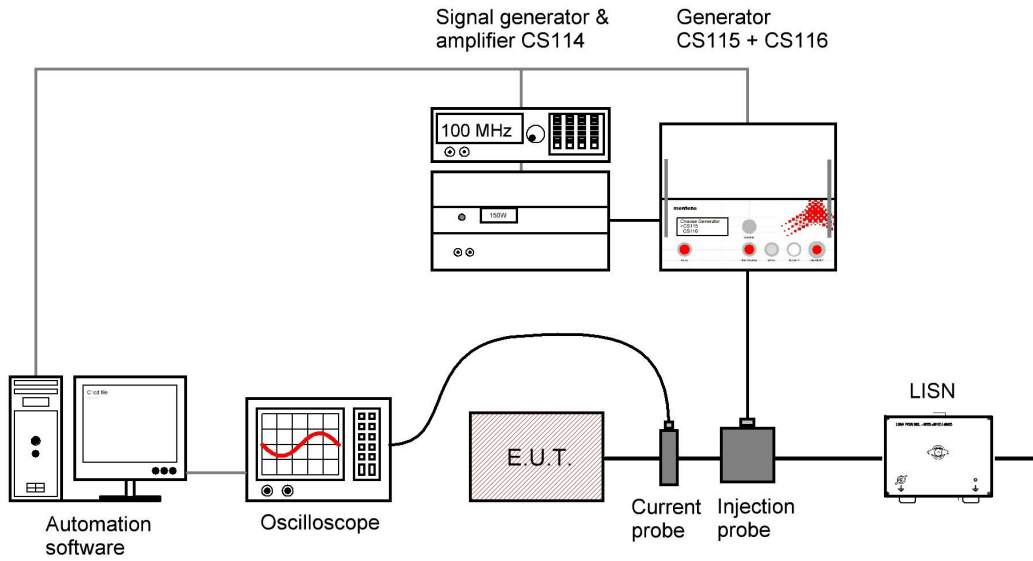 Signal generator &
amplifier CS114
Generator
CS115 + CS116
100 MHz
150W
montena
Choose Generator
>CS115
CS116
LISN
E.U.T.
Current
probe
Injection
probe
Oscilloscope
Automation
software